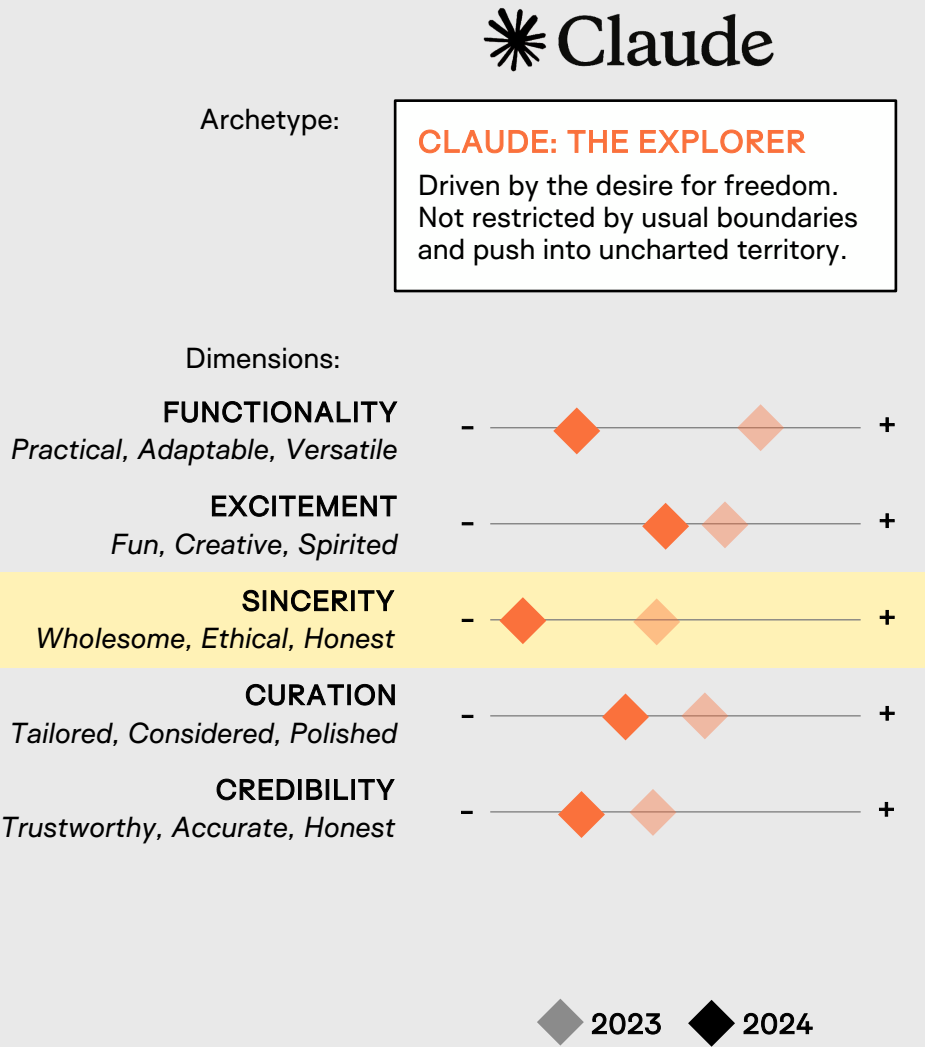 Claude
Archetype:
CLAUDE: THE EXPLORER
Driven by the desire for freedom.
Not restricted by usual boundaries
and push into uncharted territory.
Dimensions:
FUNCTIONALITY
Practical, Adaptable, Versatile
- +
EXCITEMENT
Fun, Creative, Spirited
- +
SINCERITY
Wholesome, Ethical, Honest
- +
CURATION
Tailored, Considered, Polished
- +
CREDIBILITY
Trustworthy, Accurate, Honest
- +
2023 2024